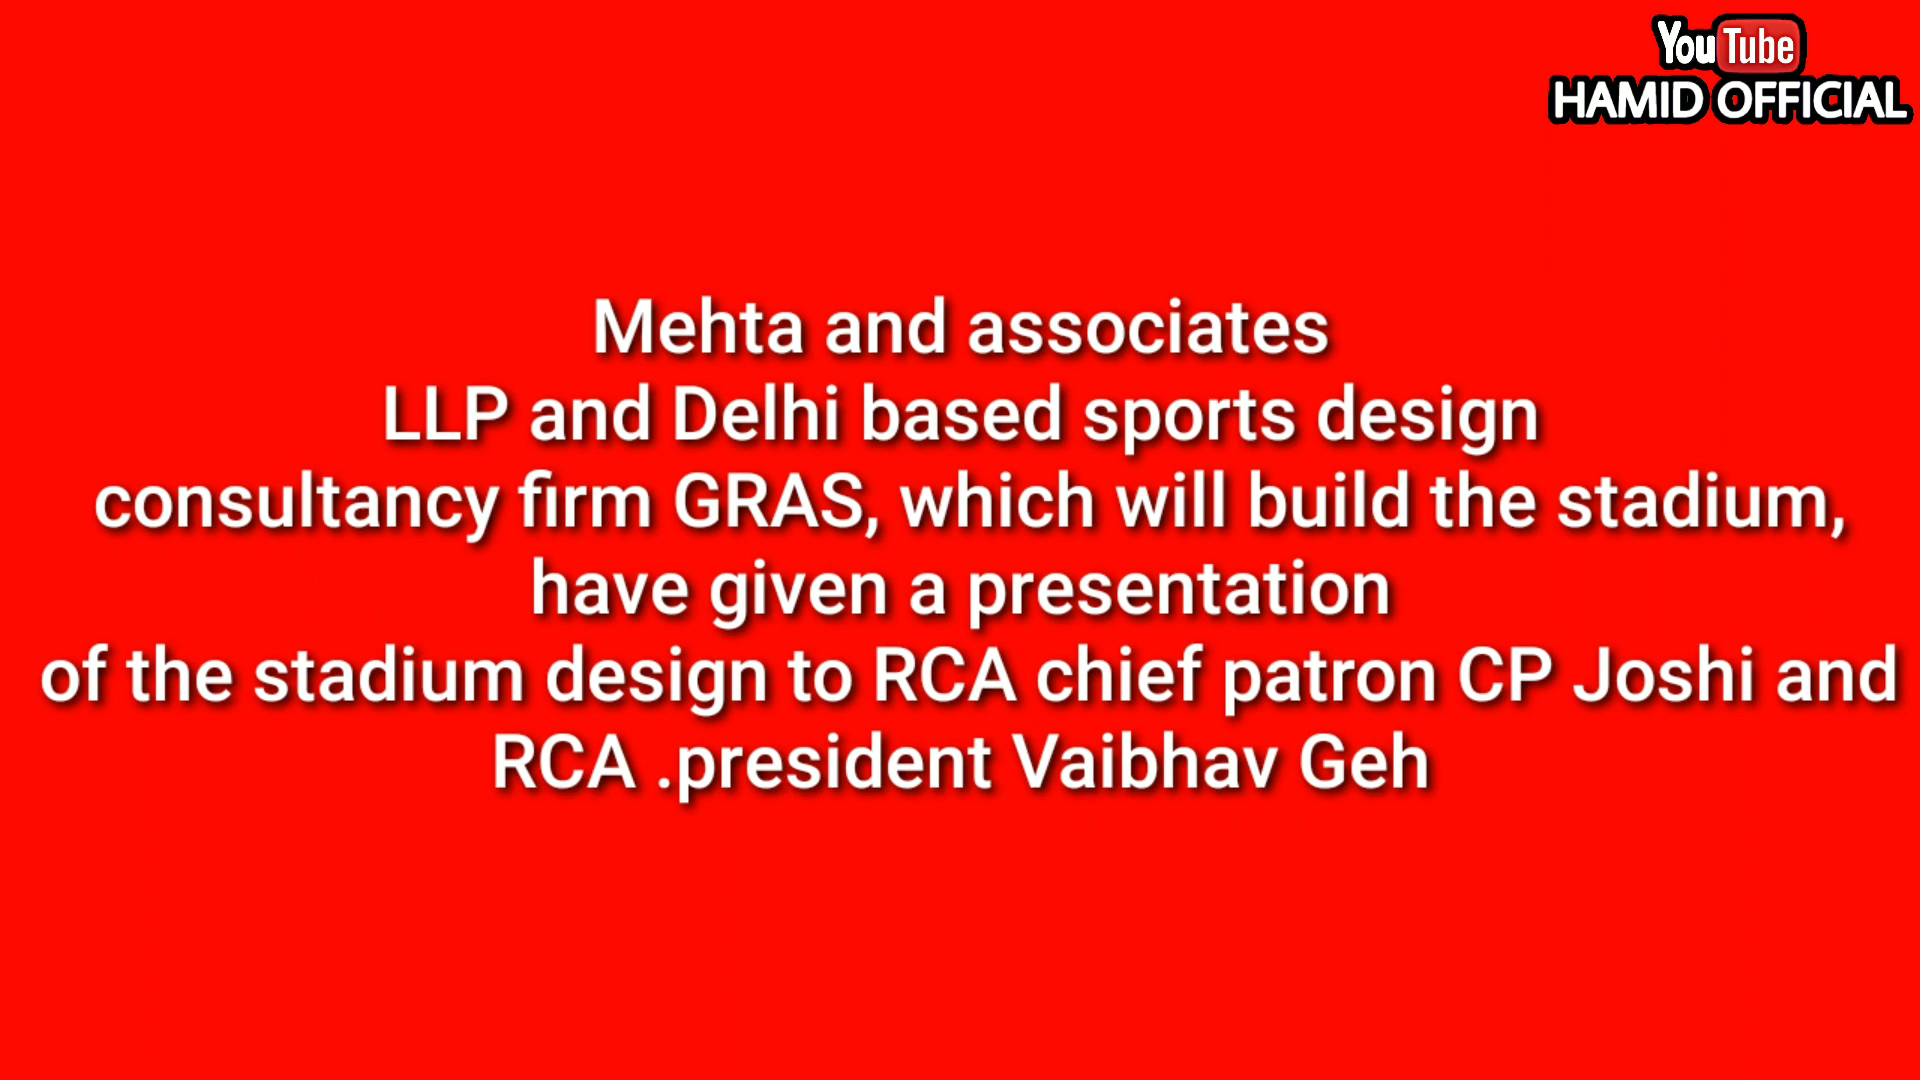 YouTube
HAMID OFFICIAL
Mehta and associates
LLP and Delhi based sports design
consultancy firm GRAS, which will build the stadium,
have given a presentation
of the stadium design to RCA chief patron CP Joshi and
RCA .president Vaibhav Geh